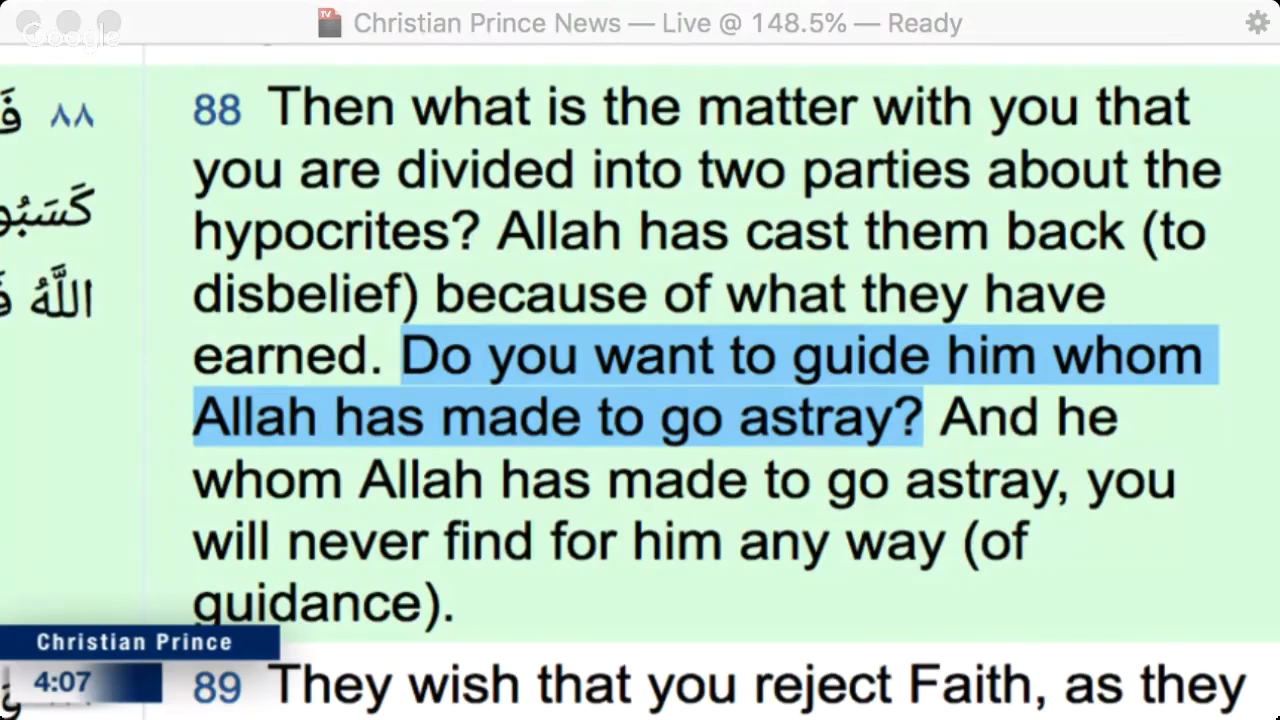 Christian Prince News — Live @ 148.5% — Ready
Google
TV
٨٨
88 Then what is the matter with you that
you are divided into two parties about the
hypocrites? Allah has cast them back (to
disbelief) because of what they have
earned. Do you want to guide him whom
Allah has made to go astray? And he
whom Allah has made to go astray, you
will never find for him any way (of
guidance).
كَسَبُو
اللَّهُ
Christian Prince
4:07
89 They wish that you reject Faith, as they